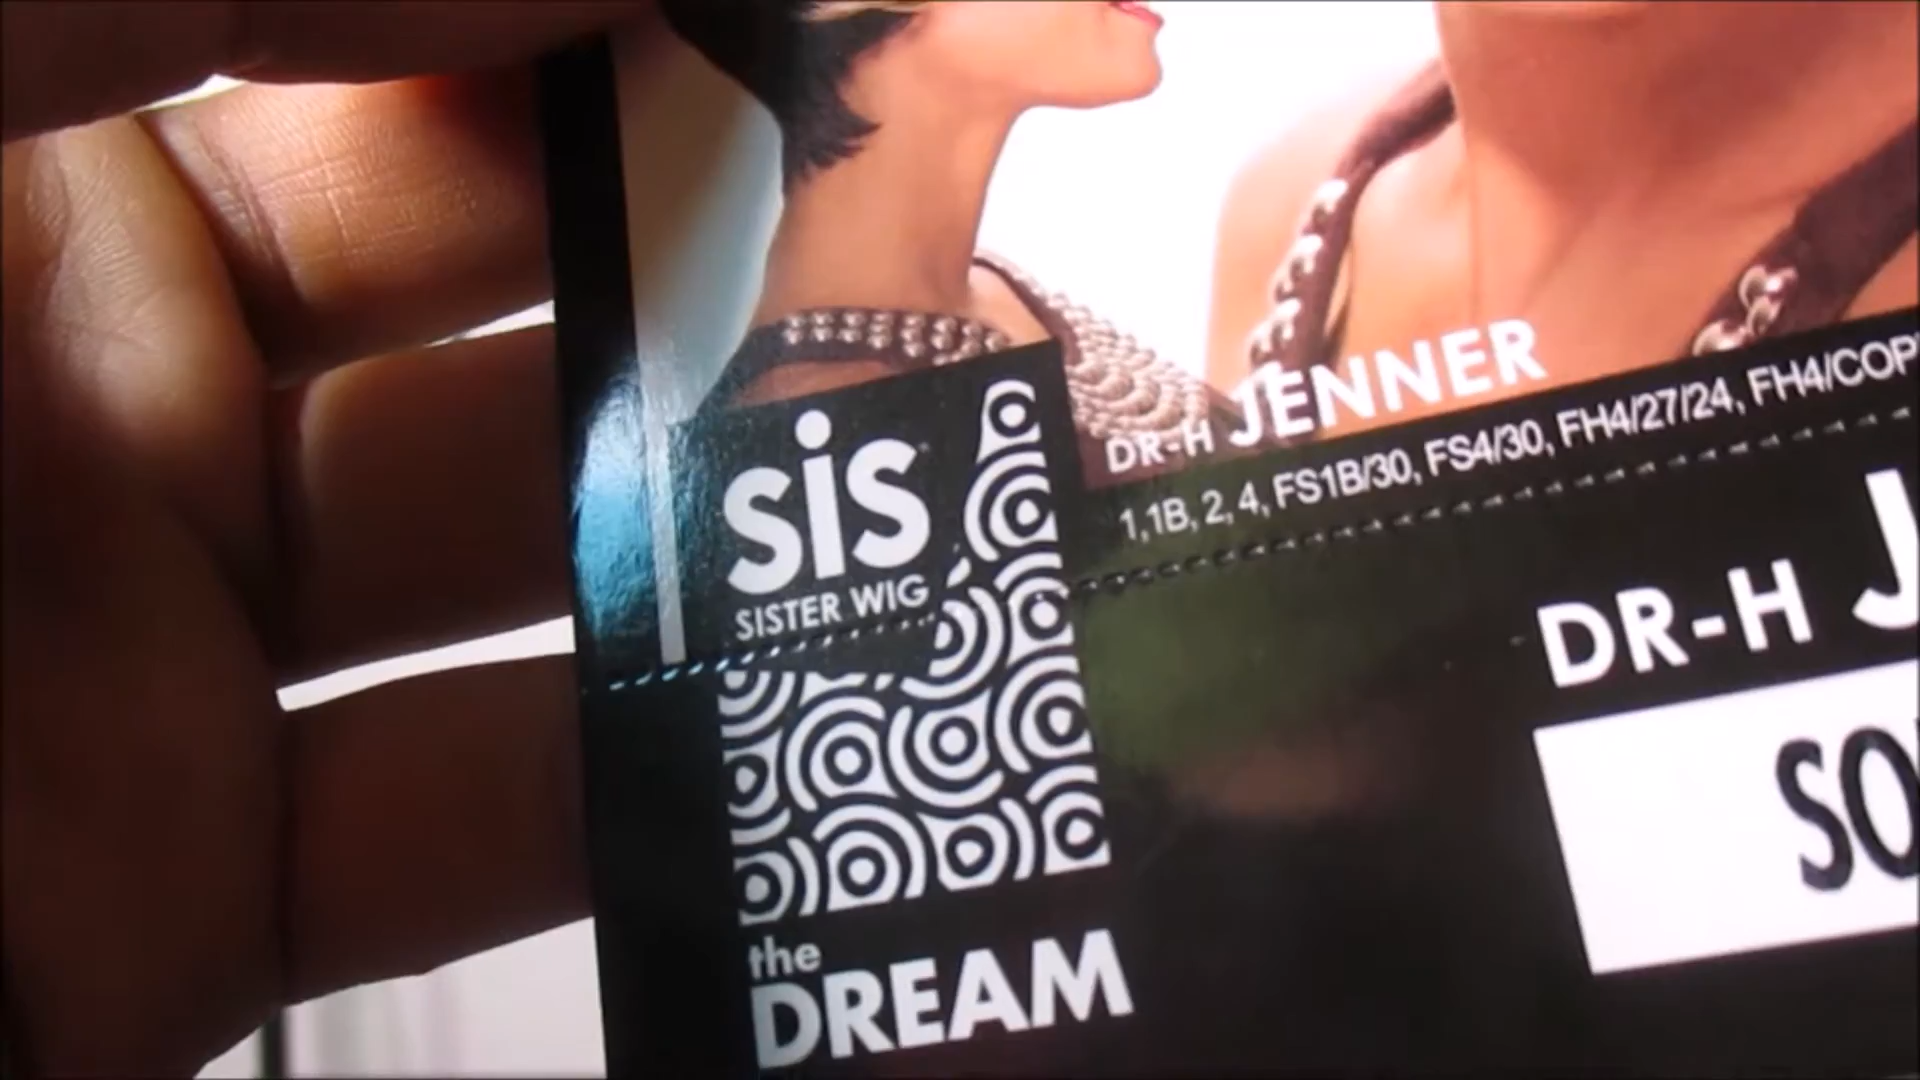 DR-H JENNER
1,1B, 2, 4, FS1B/30, FS4/30, FH4/27/24, FH4/COP
sis
SISTER WIG
DR-H J
SO
the
DREAM